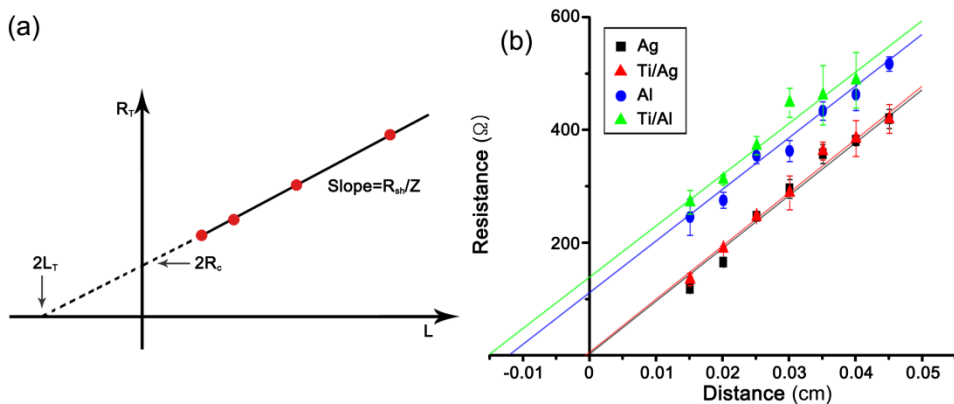 (a)
R_T
Slope=R_sh/Z
2L_T
2R_c
L
(b)
600
400
200
Resistance (Ω)
Ag
Ti/Ag
Al
Ti/Al
-0.01
0
0.01
0.02
0.03
0.04
0.05
Distance (cm)